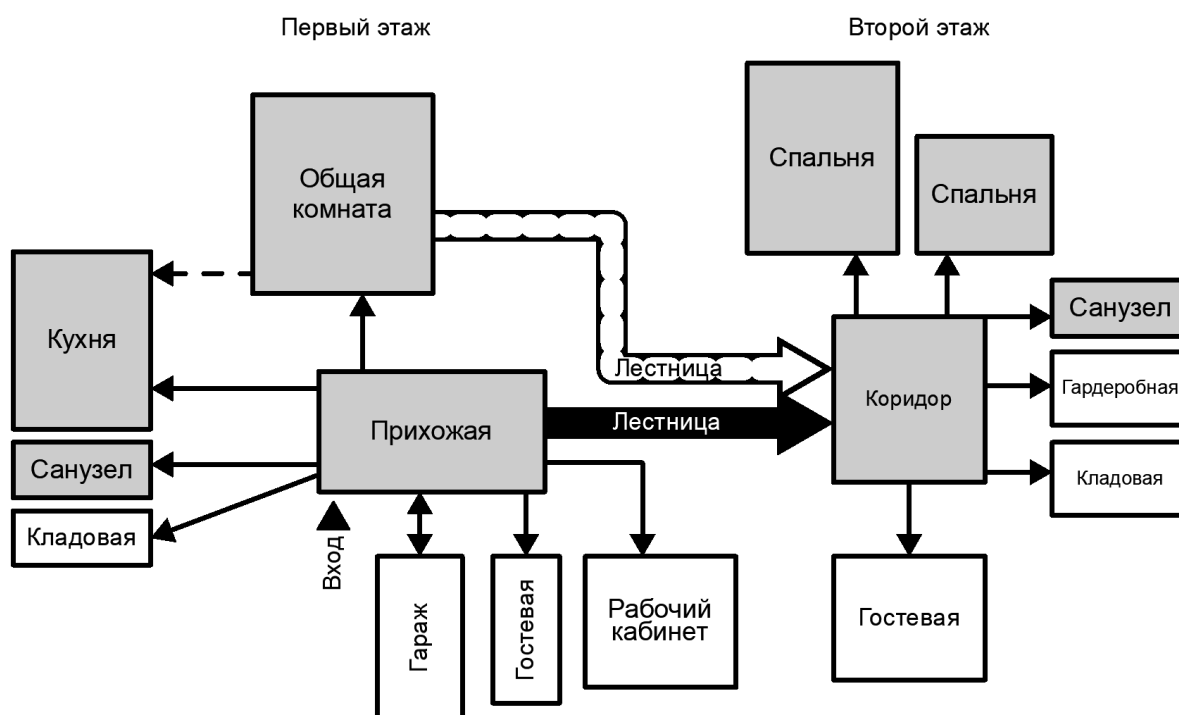 Первый этаж
Второй этаж
Общая
комната
Спальня
Спальня
Кухня
Санузел
Лестница
Гардеробная
Коридор
Прихожая
Лестница
Санузел
Кладовая
Кладовая
Вход
Гараж
Гостевая
Рабочий
кабинет
Гостевая